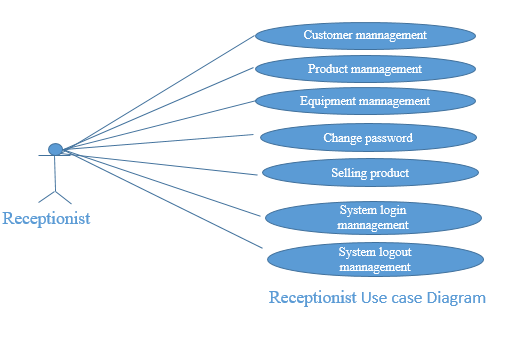 Customer mannagement
Product mannagement
Equipment mannagement
Change password
Selling product
System login
mannagement
System logout
mannagement
Receptionist
Receptionist Use case Diagram